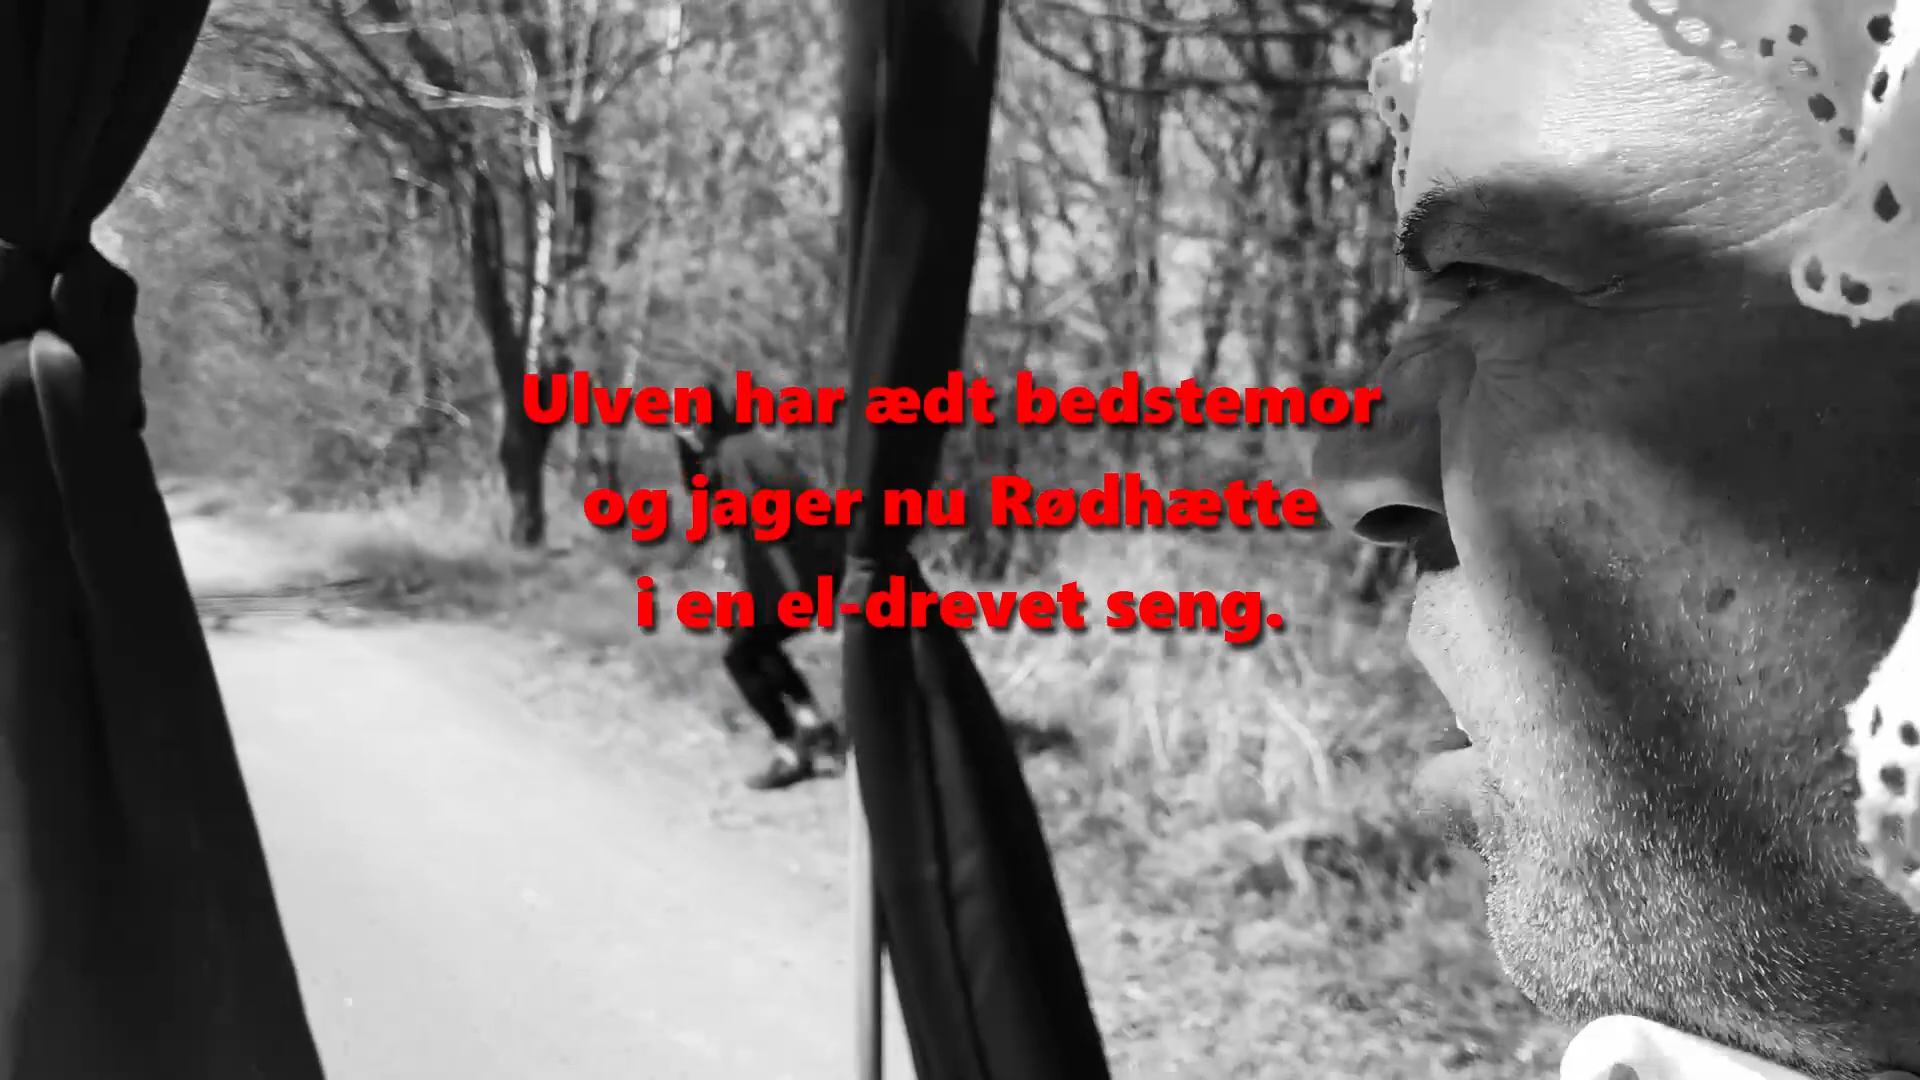 Ulven har ædt bedstemor
og jager nu Rødhætte
i en el-drevet seng.